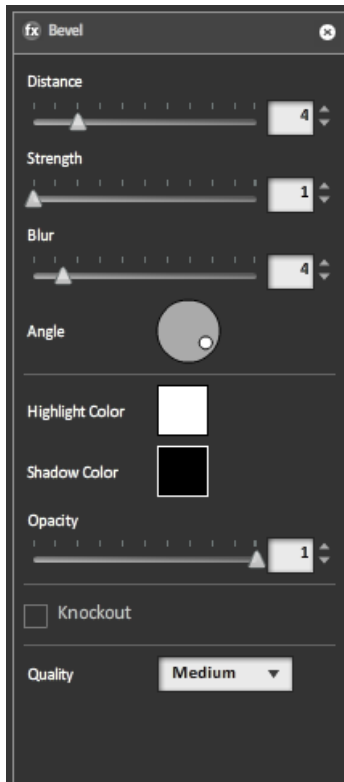 fx Bevel
Distance
4
Strength
1
Blur
4
Angle
Highlight Color
Shadow Color
Opacity
1
Knockout
Quality Medium